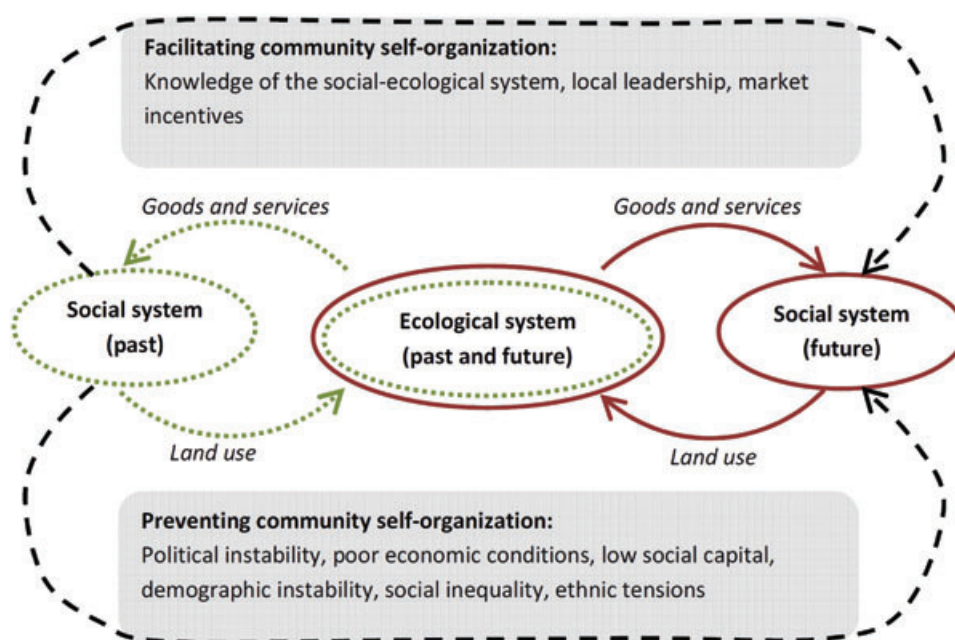 Facilitating community self-organization:
Knowledge of the social-ecological system, local leadership, market
incentives
Goods and services
Goods and services
Social system
(past)
Ecological system
(past and future)
Social system
(future)
Land use
Land use
Preventing community self-organization:
Political instability, poor economic conditions, low social capital,
demographic instability, social inequality, ethnic tensions